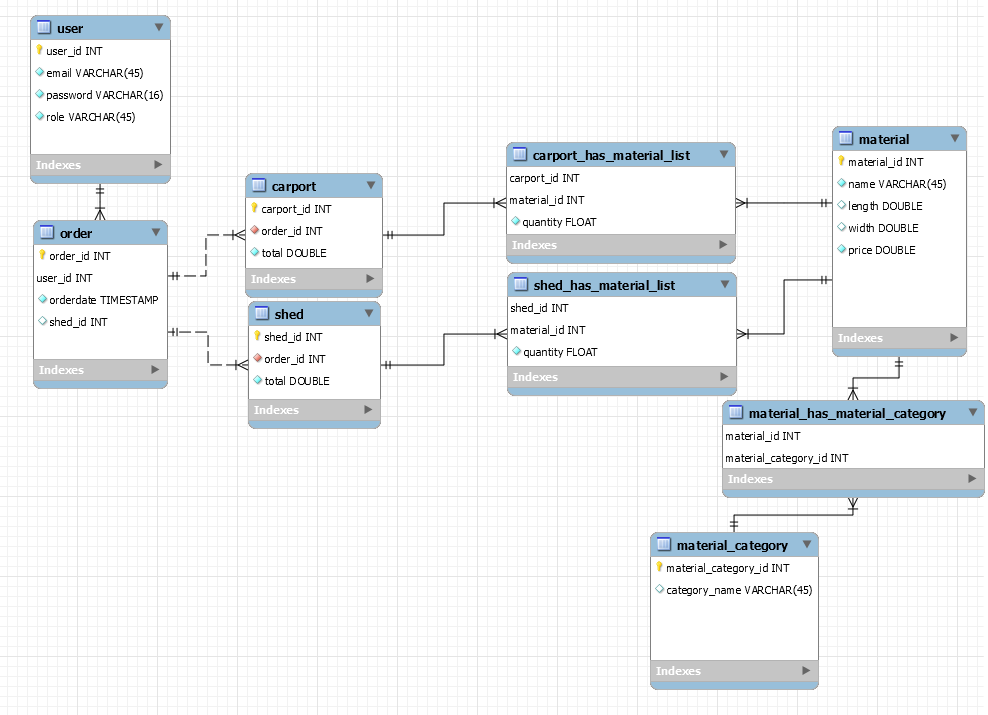 user
user_id INT
email VARCHAR(45)
password VARCHAR(16)
role VARCHAR(45)
Indexes
order
order_id INT
user_id INT
orderdate TIMESTAMP
shed_id INT
Indexes
carport
carport_id INT
order_id INT
total DOUBLE
Indexes
shed
shed_id INT
order_id INT
total DOUBLE
Indexes
carport_has_material_list
carport_id INT
material_id INT
quantity FLOAT
Indexes
shed_has_material_list
shed_id INT
material_id INT
quantity FLOAT
Indexes
material
material_id INT
name VARCHAR(45)
length DOUBLE
width DOUBLE
price DOUBLE
Indexes
material_has_material_category
material_id INT
material_category_id INT
Indexes
material_category
material_category_id INT
category_name VARCHAR(45)
Indexes